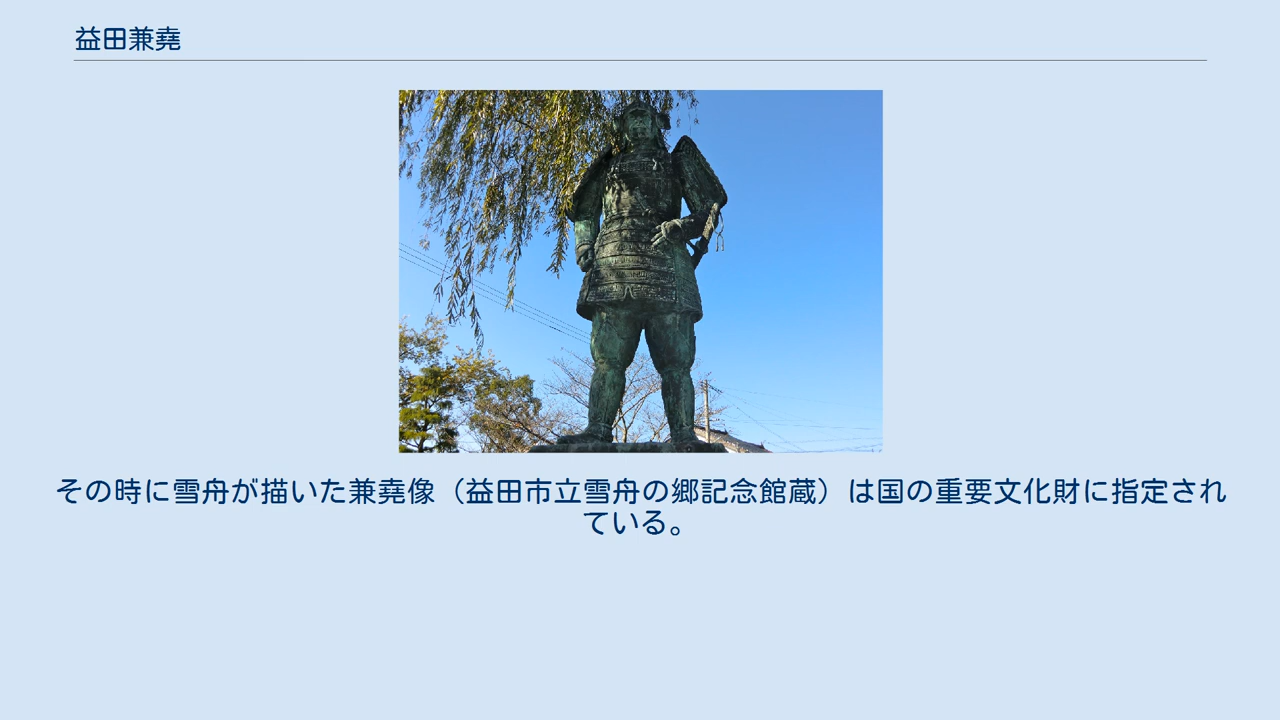 益田兼堯
その時に雪舟が描いた兼堯像（益田市立雪舟の郷記念館蔵）は国の重要文化財に指定され
ている。